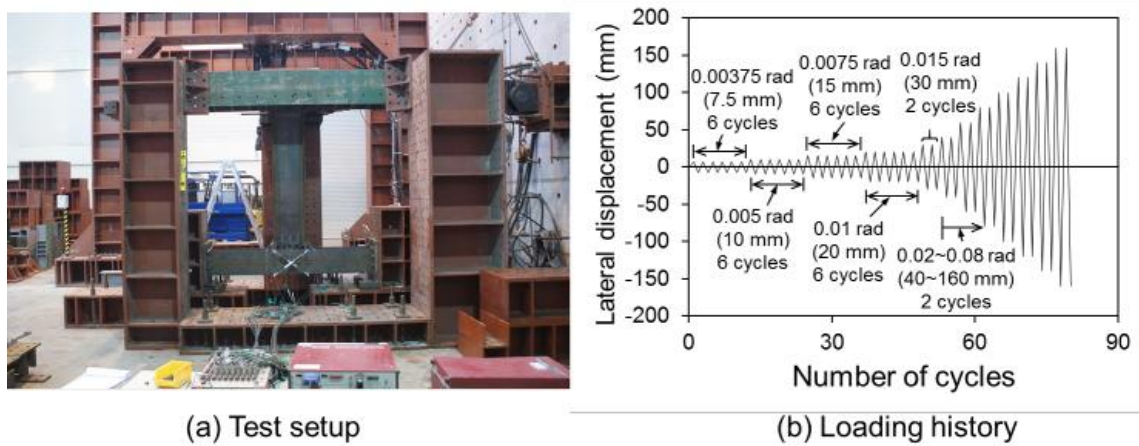 200
150
100
50
0
-50
-100
-150
-200
Lateral displacement (mm)
0.00375 rad
(7.5 mm)
6 cycles
0.0075 rad
(15 mm)
6 cycles
0.015 rad
(30 mm)
2 cycles
0.005 rad
(10 mm)
6 cycles
0.01 rad
(20 mm)
6 cycles
0.02~0.08 rad
(40~160 mm)
2 cycles
0 30 60 90
Number of cycles
(a) Test setup
(b) Loading history